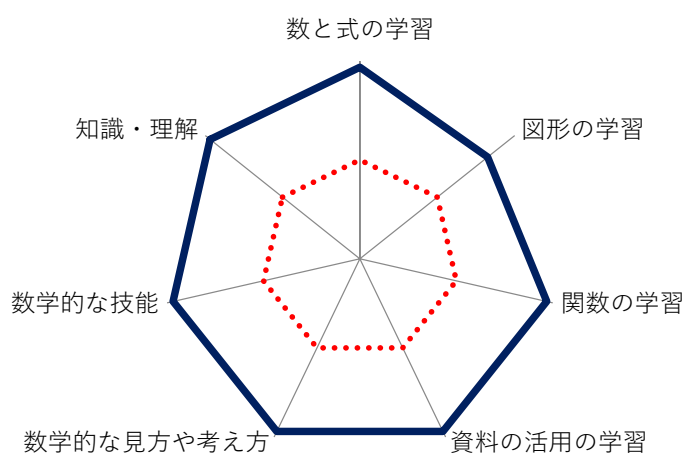 数と式の学習
図形の学習
関数の学習
資料の活用の学習
数学的な見方や考え方
数学的な技能
知識・理解